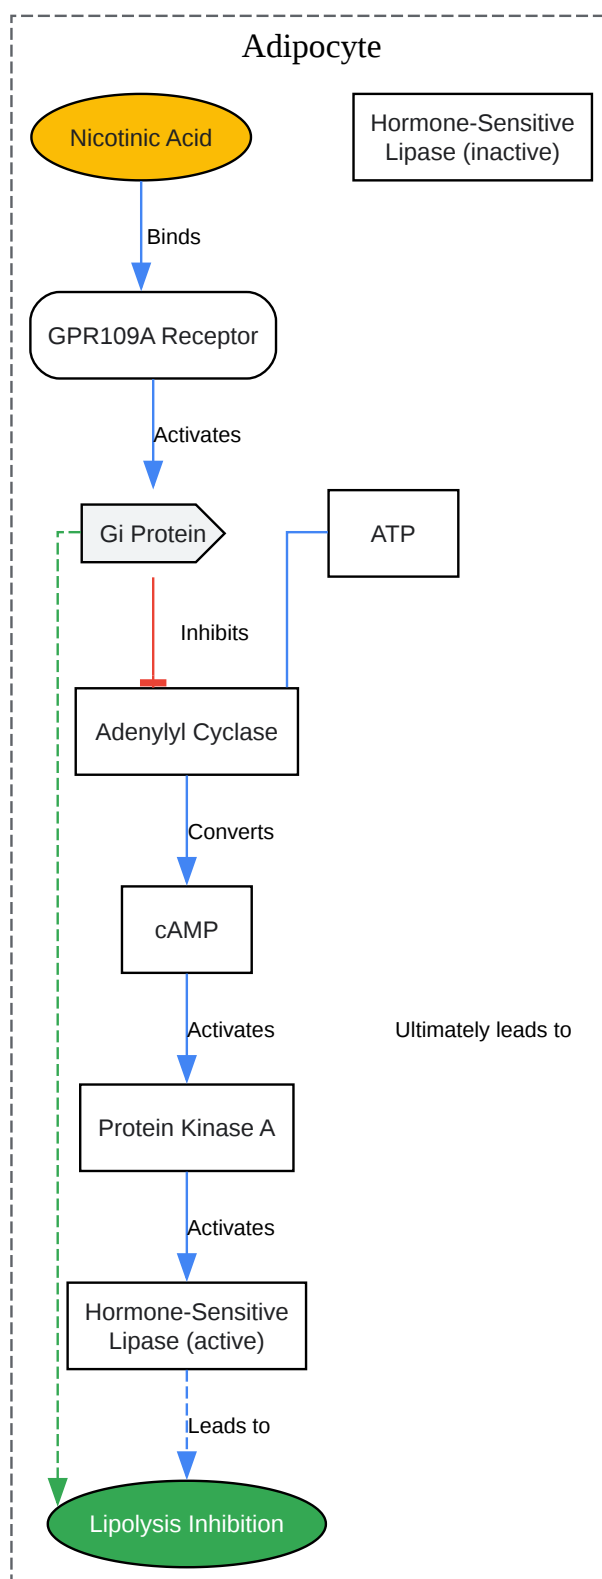 Adipocyte
Nicotinic Acid
Hormone-Sensitive
Lipase (inactive)
Binds
GPR109A Receptor
Activates
Gi Protein
ATP
Inhibits
Adenylyl Cyclase
Converts
cAMP
Activates
Ultimately leads to
Protein Kinase A
Activates
Hormone-Sensitive
Lipase (active)
Leads to
Lipolysis Inhibition